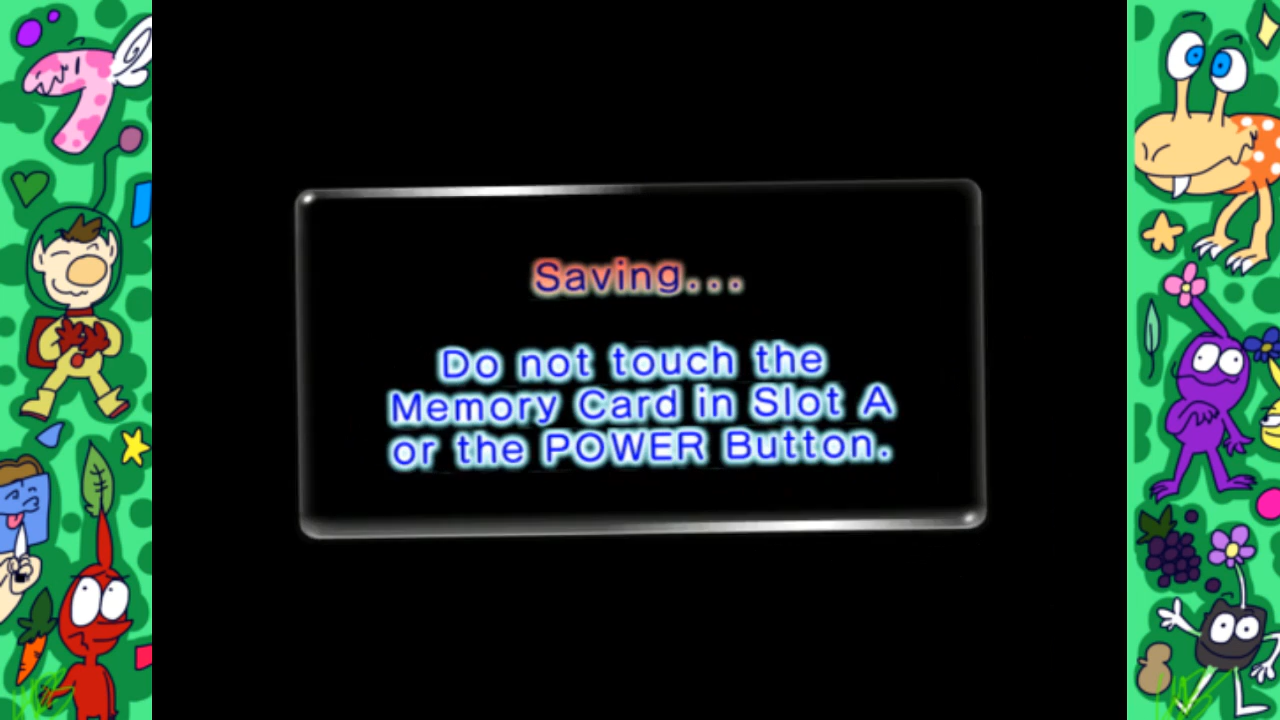 Saving...
Do not touch the
Memory Card in Slot A
or the POWER Button.